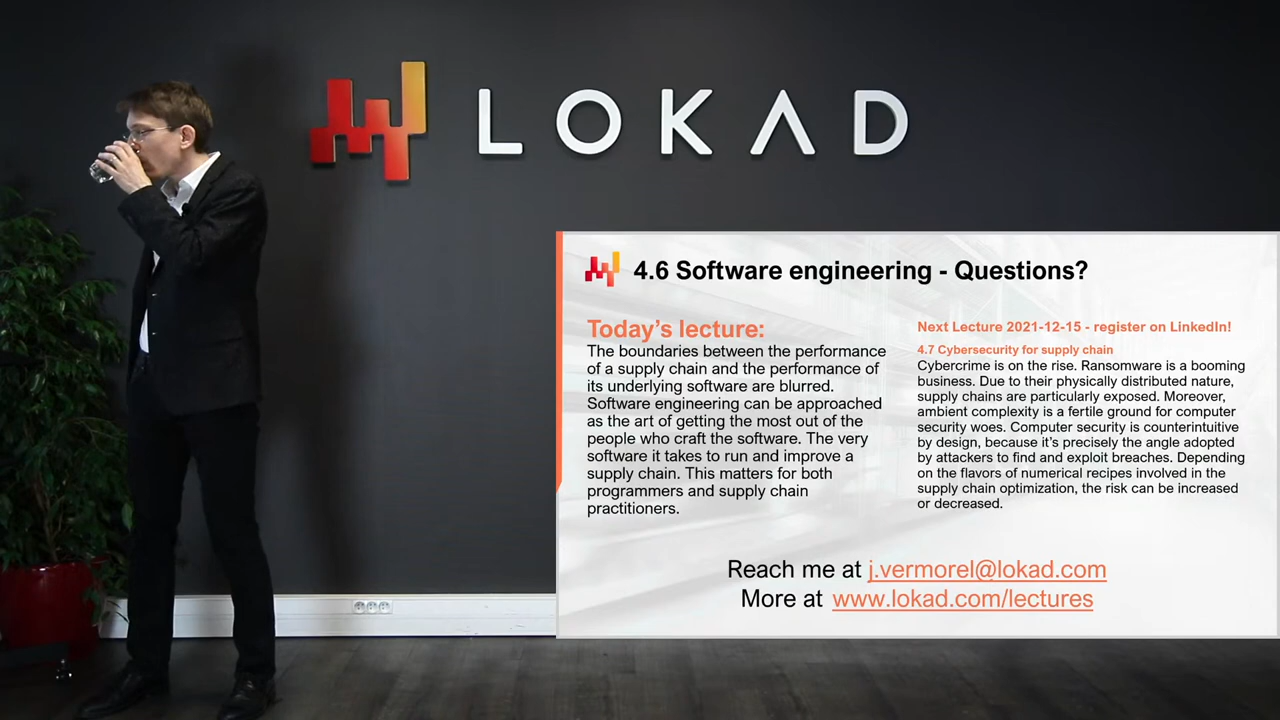 LOKAD
4.6 Software engineering - Questions?
Today's lecture:
The boundaries between the performance
of a supply chain and the performance of
its underlying software are blurred.
Software engineering can be approached
as the art of getting the most out of the
people who craft the software. The very
software it takes to run and improve a
supply chain. This matters for both
programmers and supply chain
practitioners.
Next Lecture 2021-12-15 - register on LinkedIn!
4.7 Cybersecurity for supply chain
Cybercrime is on the rise. Ransomware is a booming
business. Due to their physically distributed nature,
supply chains are particularly exposed. Moreover,
ambient complexity is a fertile ground for computer
security woes. Computer security is counterintuitive
by design, because it's precisely the angle adopted
by attackers to find and exploit breaches. Depending
on the flavors of numerical recipes involved in the
supply chain optimization, the risk can be increased
or decreased.
Reach me at j.vermorel@lokad.com
More at www.lokad.com/lectures